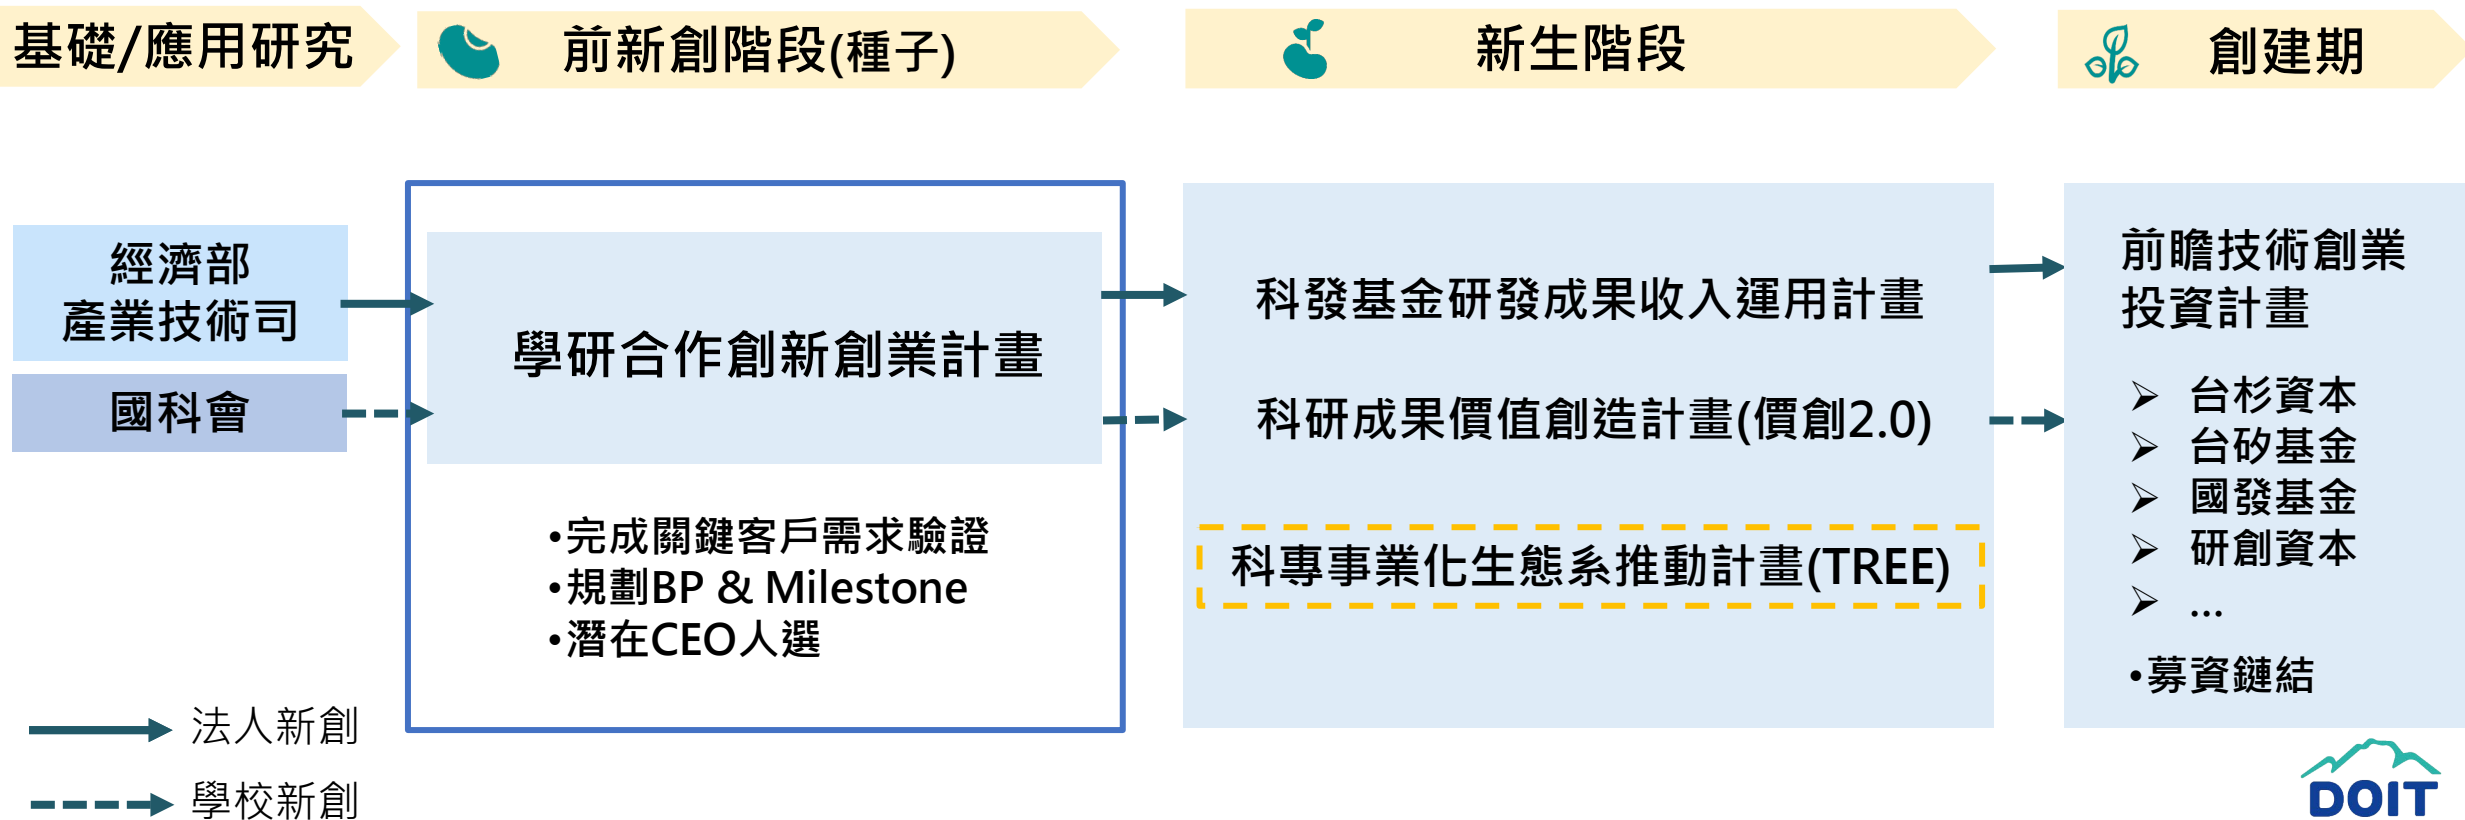 基礎/應用研究
前新創階段(種子)
新生階段
創建期
經濟部
產業技術司
國科會
學研合作創新創業計畫
•完成關鍵客戶需求驗證
•規劃BP & Milestone
•潛在CEO人選
科發基金研發成果收入運用計畫
科研成果價值創造計畫(價創2.0)
科專事業化生態系推動計畫(TREE)
前瞻技術創業
投資計畫
➢ 台杉資本
➢ 台矽基金
➢ 國發基金
➢ 研創資本
➢ ...
•募資鏈結
法人新創
學校新創
DOIT